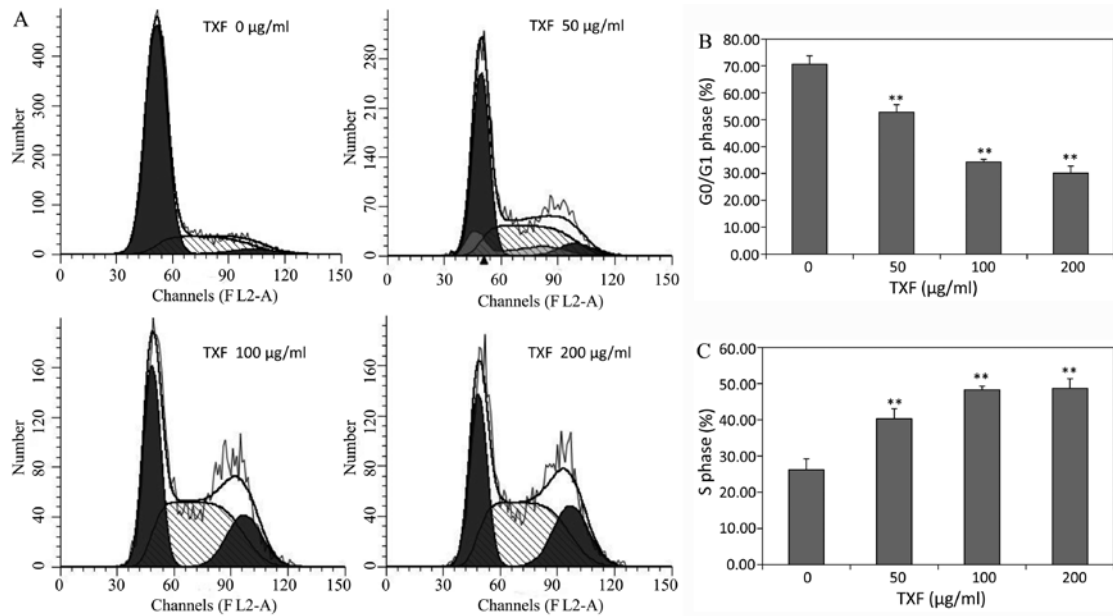 A
TXF 0 μg/ml
Number
0 100 200 300 400
0 30 60 90 120 150
Channels (F L2-A)
TXF 50 μg/ml
Number
0 70 140 210 280
0 30 60 90 120 150
Channels (F L2-A)
TXF 100 μg/ml
Number
0 40 80 120 160
0 30 60 90 120 150
Channels (F L2-A)
TXF 200 μg/ml
Number
0 40 80 120 160
0 30 60 90 120 150
Channels (F L2-A)
B
80.00
70.00
60.00
50.00
40.00
30.00
20.00
10.00
0.00
G0/G1 phase (%)
** ** **
0 50 100 200
TXF (μg/ml)
C
60.00
50.00
40.00
30.00
20.00
10.00
0.00
S phase (%)
** ** **
0 50 100 200
TXF (μg/ml)